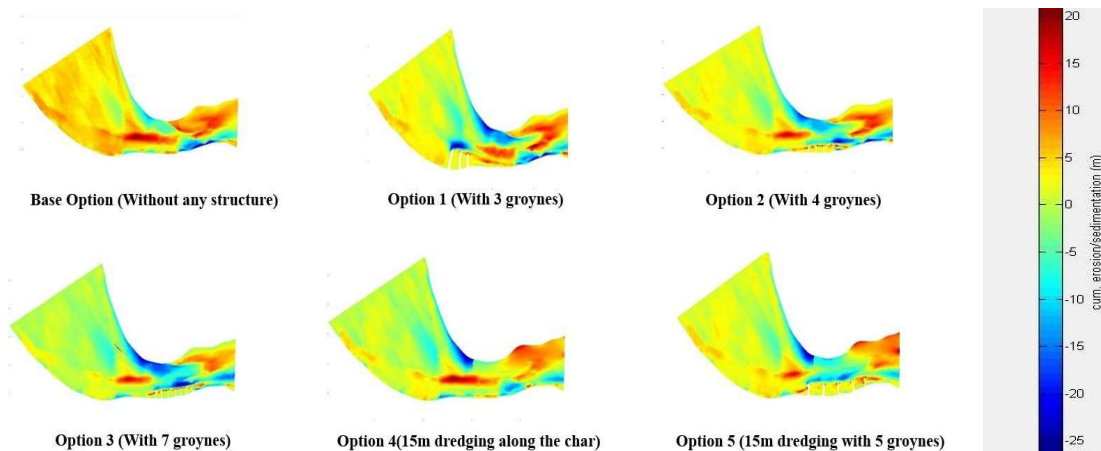 Base Option (Without any structure)
Option 1 (With 3 groynes)
Option 2 (With 4 groynes)
Option 3 (With 7 groynes)
Option 4(15m dredging along the char)
Option 5 (15m dredging with 5 groynes)
20
15
10
5
0
-5
-10
-15
-20
-25
cum. erosion/sedimentation (m)